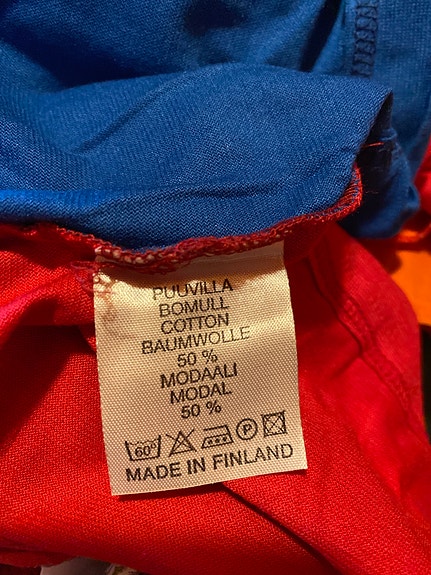 PUUVILLA
BOMULL
COTTON
BAUMWOLLE
50 %
MODAALI
MODAL
50 %
60° P
MADE IN FINLAND